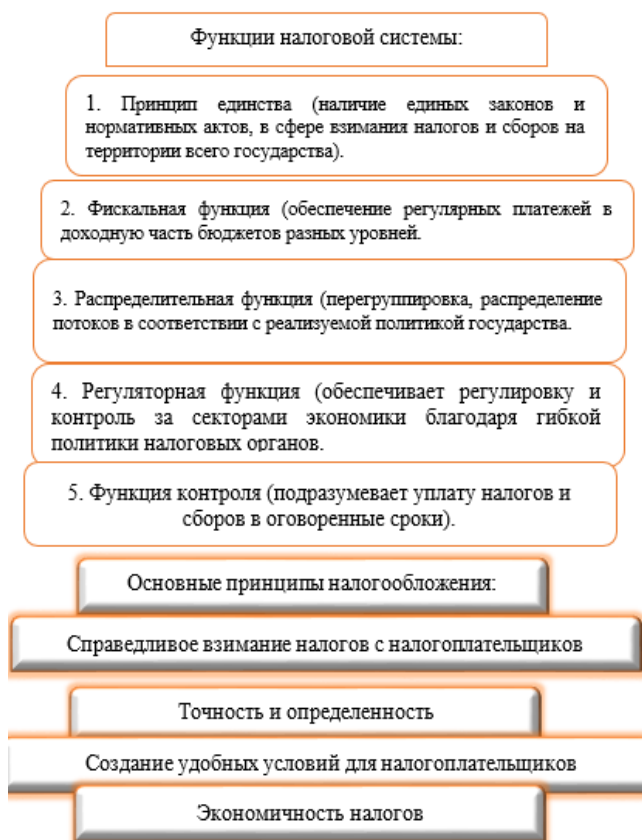 Функции налоговой системы:
1. Принцип единства (наличие единых законов и
нормативных актов, в сфере взимания налогов и сборов на
территории всего государства).
2. Фискальная функция (обеспечение регулярных платежей в
доходную часть бюджетов разных уровней.
3. Распределительная функция (перегруппировка, распределение
потоков в соответствии с реализуемой политикой государства.
4. Регуляторная функция (обеспечивает регулировку и
контроль за секторами экономики благодаря гибкой
политики налоговых органов.
5. Функция контроля (подразумевает уплату налогов и
сборов в оговоренные сроки).
Основные принципы налогообложения:
Справедливое взимание налогов с налогоплательщиков
Точность и определенность
Создание удобных условий для налогоплательщиков
Экономичность налогов